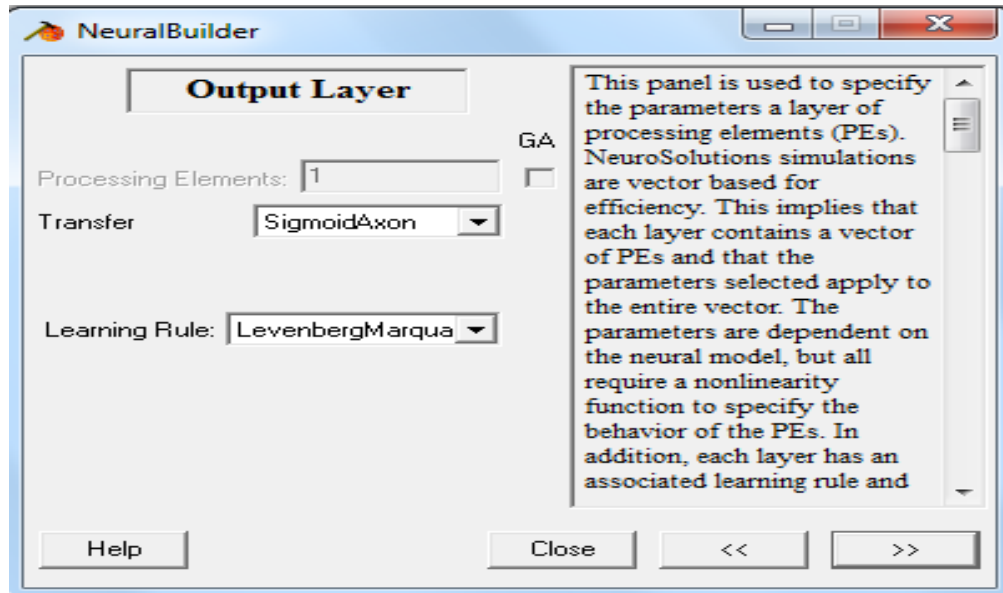 NeuralBuilder
Output Layer
GA
Processing Elements: 1
Transfer SigmoidAxon
Learning Rule: LevenbergMarqua
This panel is used to specify
the parameters a layer of
processing elements (PEs).
NeuroSolutions simulations
are vector based for
efficiency. This implies that
each layer contains a vector
of PEs and that the
parameters selected apply to
the entire vector. The
parameters are dependent on
the neural model, but all
require a nonlinearity
function to specify the
behavior of the PEs. In
addition, each layer has an
associated learning rule and
Help Close << >>